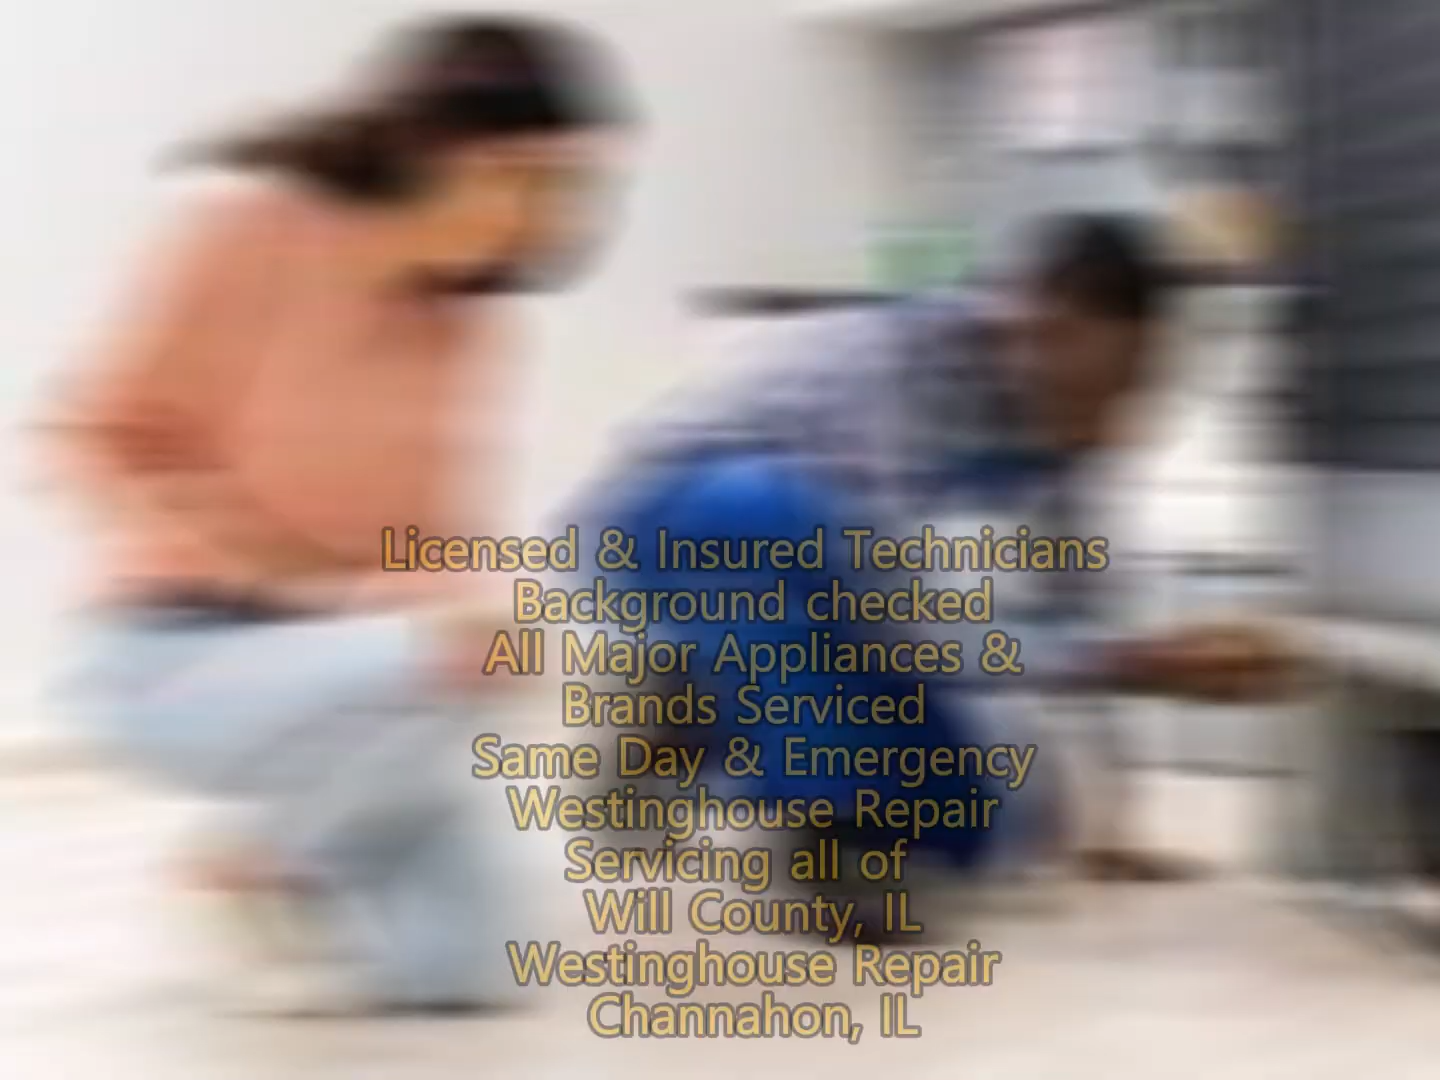 Licensed & Insured Technicians
Background checked
All Major Appliances &
Brands Serviced
Same Day & Emergency
Westinghouse Repair
Servicing all of
Will County, IL
Westinghouse Repair
Channahon, IL